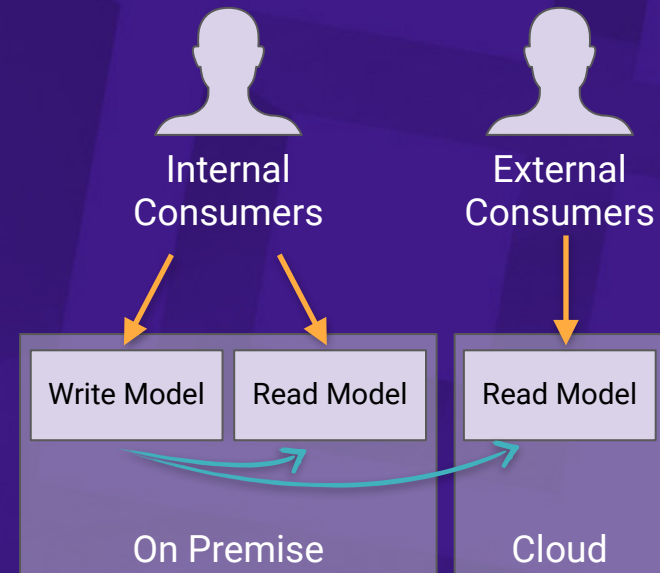 Internal
Consumers
External
Consumers
Write Model
Read Model
Read Model
On Premise
Cloud